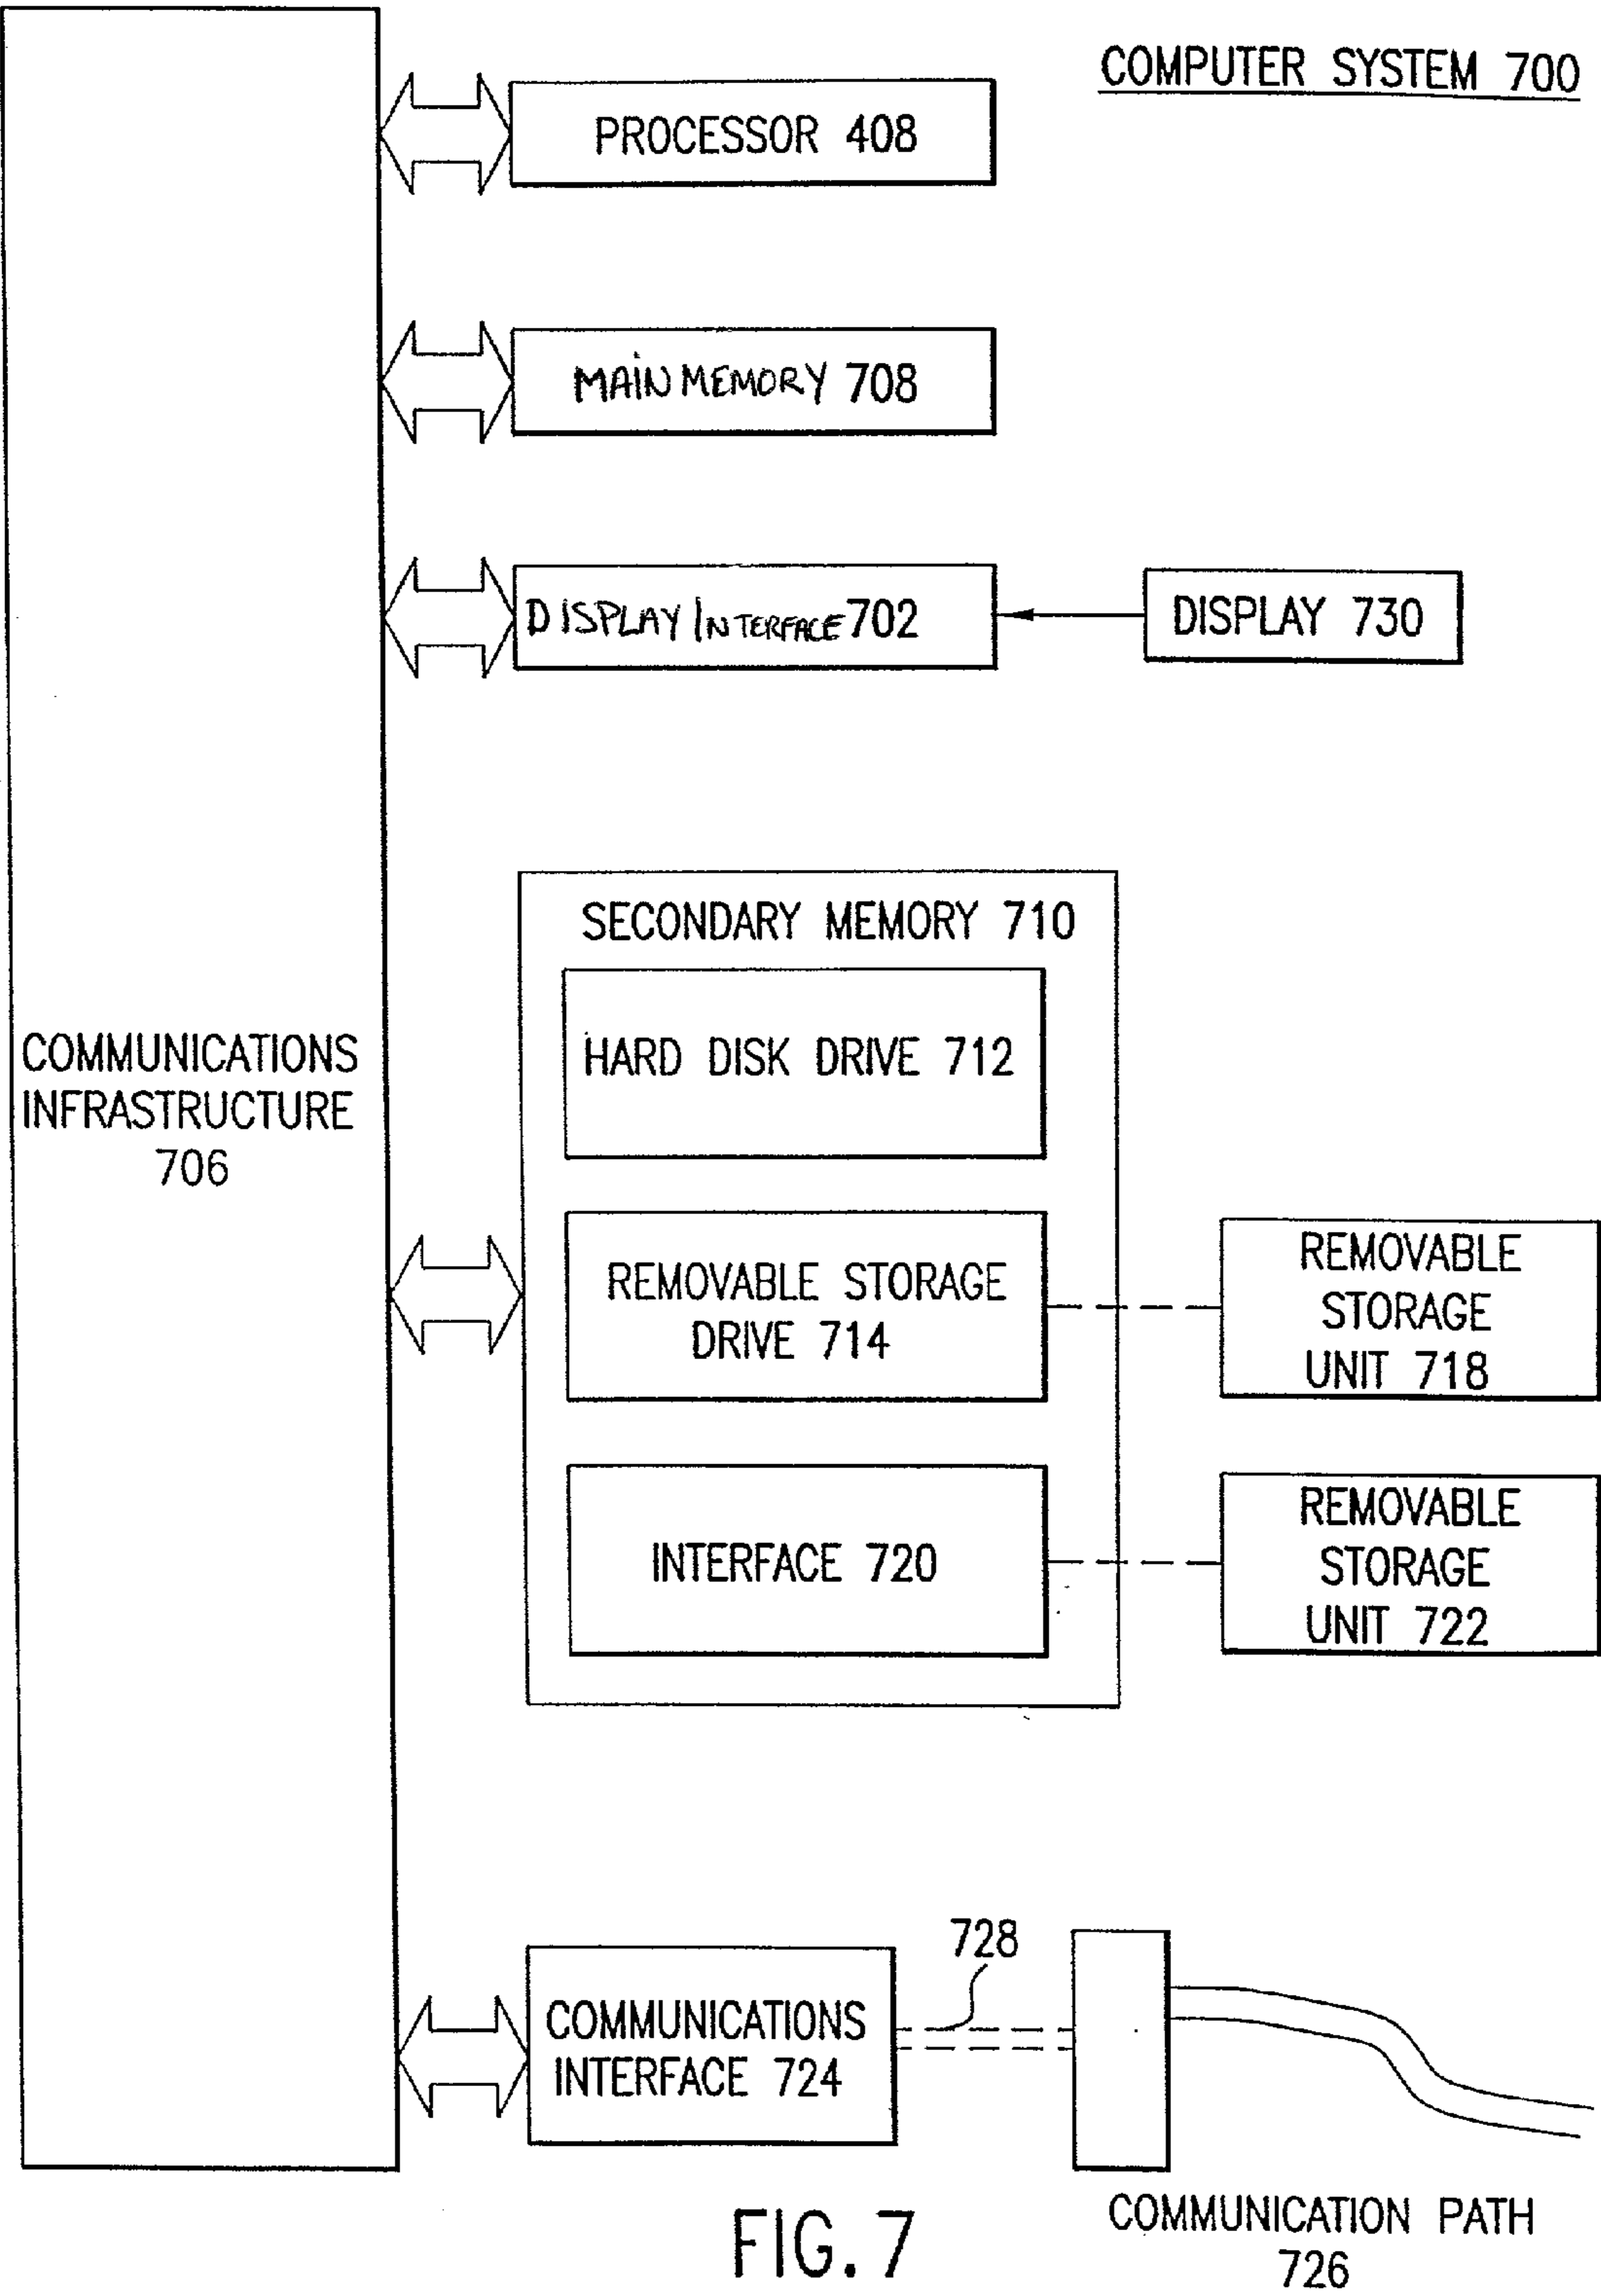 COMPUTER SYSTEM 700
PROCESSOR 408
MAIN MEMORY 708
DISPLAY INTERFACE 702
DISPLAY 730
SECONDARY MEMORY 710
HARD DISK DRIVE 712
COMMUNICATIONS
INFRASTRUCTURE
706
REMOVABLE STORAGE
DRIVE 714
REMOVABLE
STORAGE
UNIT 718
INTERFACE 720
REMOVABLE
STORAGE
UNIT 722
728
COMMUNICATIONS
INTERFACE 724
COMMUNICATION PATH
726
FIG. 7